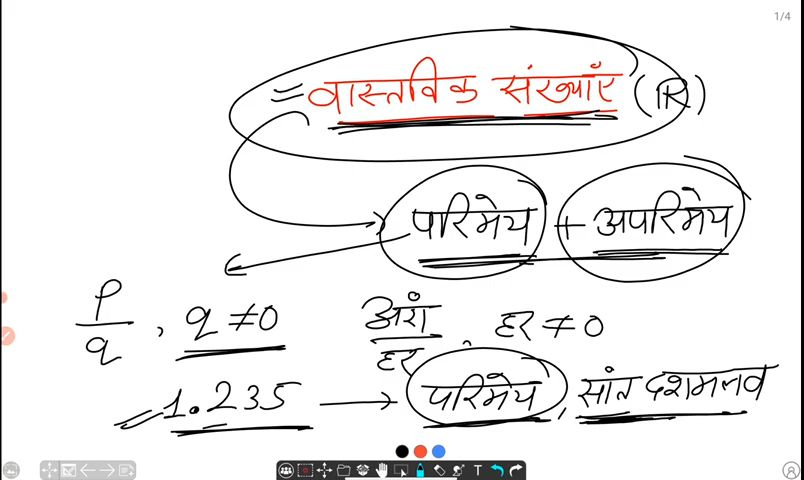 1/4
= वास्तविक संख्याएँ (R)
परिमेय + अपरिमेय
p/q , q ≠ 0 अंश/हर , हर ≠ 0
= 1.235 → परिमेय, सांत दशमलव
T